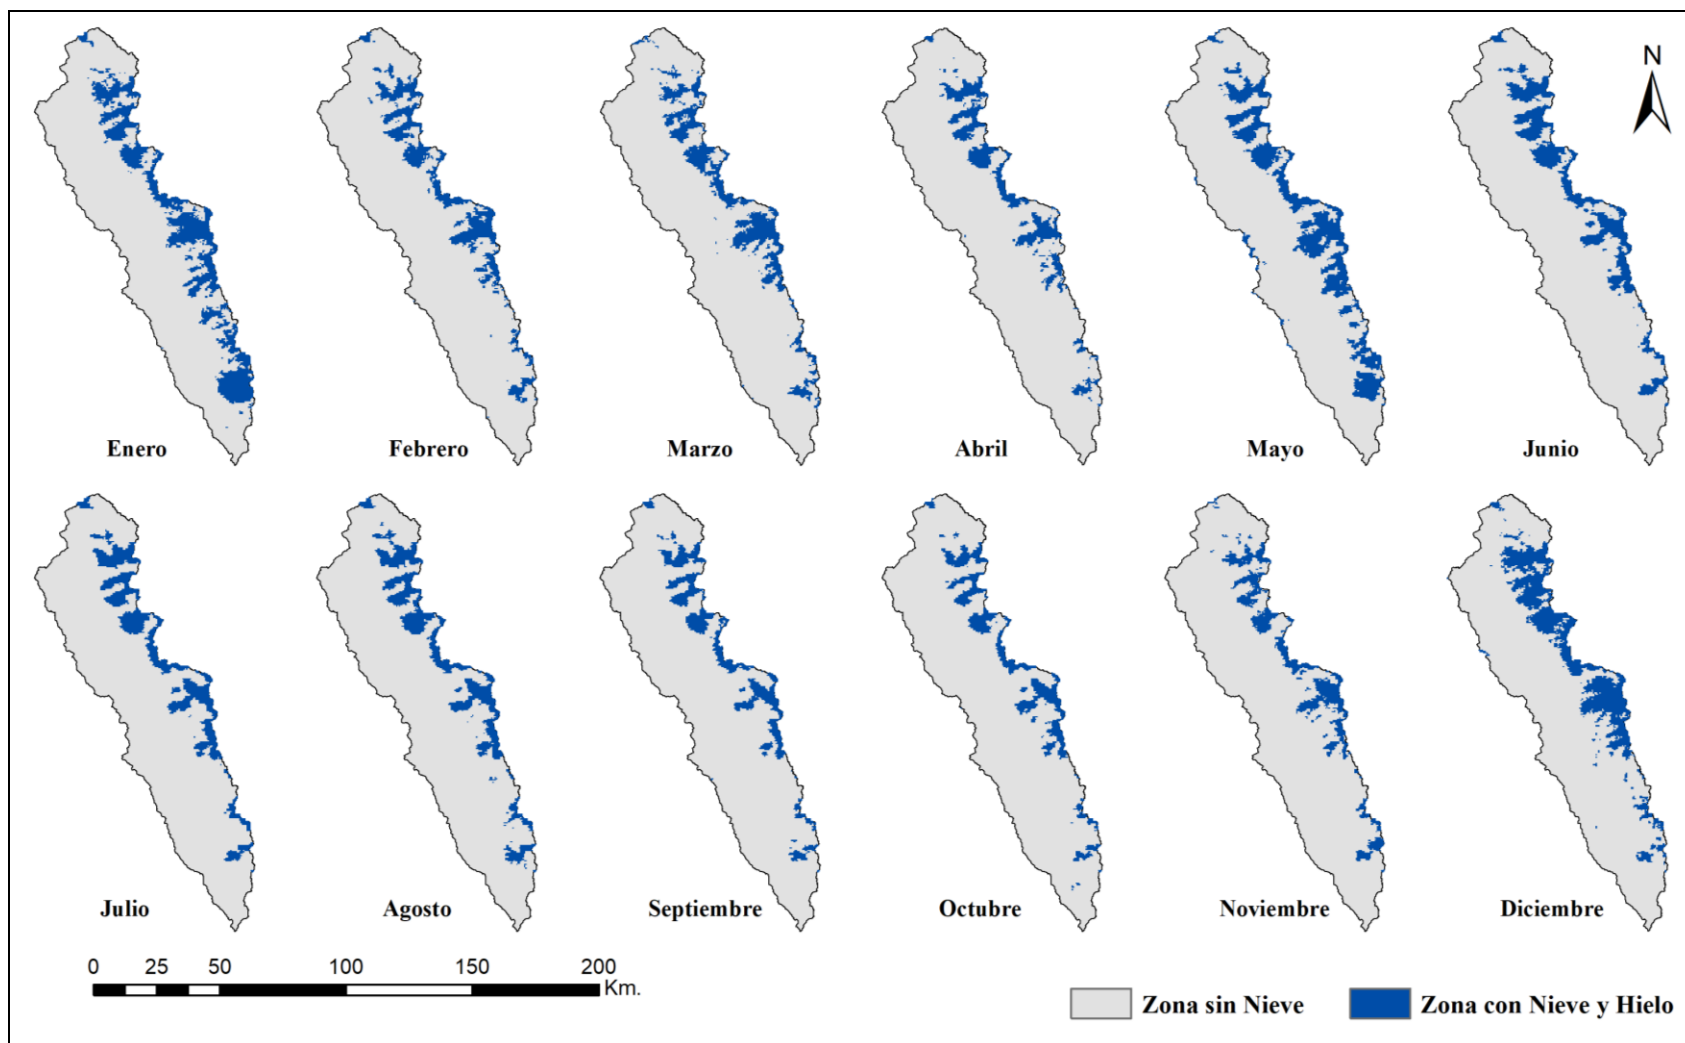 N
Enero
Febrero
Marzo
Abril
Mayo
Junio
Julio
Agosto
Septiembre
Octubre
Noviembre
Diciembre
0 25 50 100 150 200
Km.
Zona sin Nieve
Zona con Nieve y Hielo